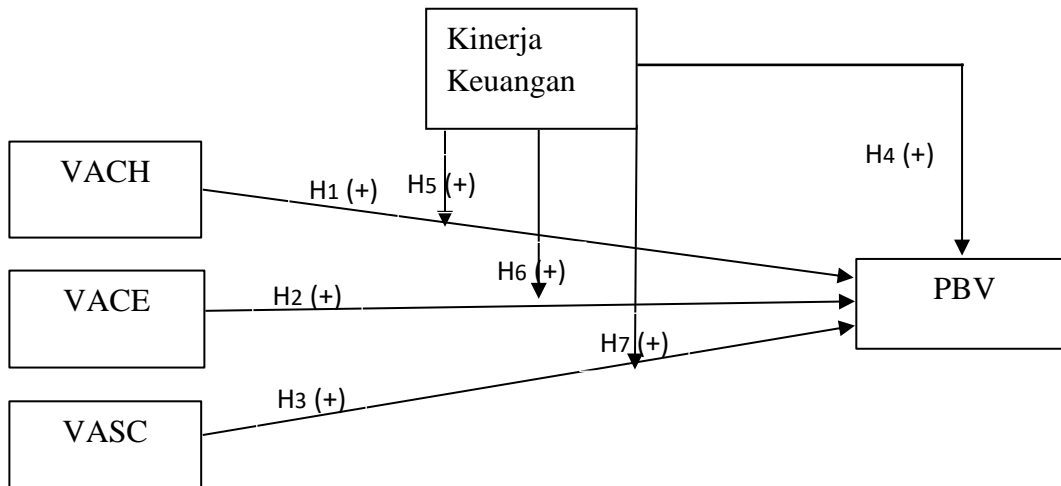 Kinerja
Keuangan
VACH
H1 (+)
H5 (+)
H4 (+)
VACE
H2 (+)
H6 (+)
PBV
H7 (+)
VASC
H3 (+)